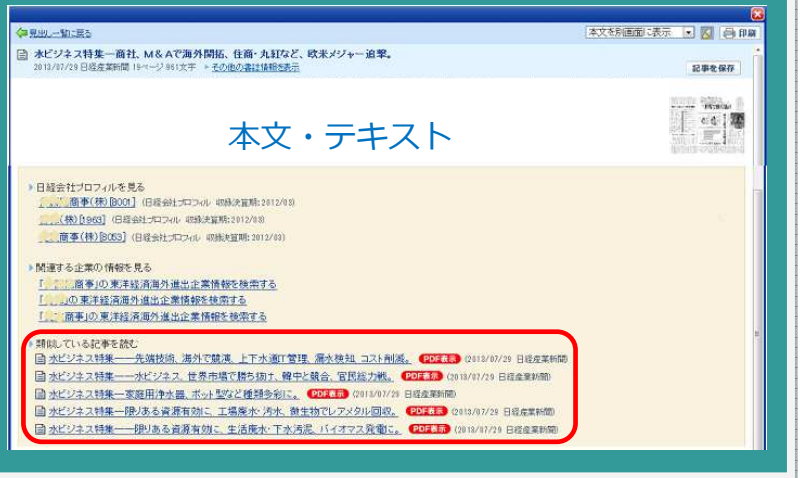 見出し一覧に戻る
本文を別画面に表示
印刷
水ビジネス特集―商社、M&Aで海外開拓、住商・丸紅など、欧米メジャー追撃。
2013/07/29 日経産業新聞 19ページ 961文字 その他の書誌情報を表示
記事を保存
本文・テキスト
日経会社プロフィルを見る
商事(株)[8001] (日経会社プロフィル 収録決算期:2012/03)
(株)[1963] (日経会社プロフィル 収録決算期:2012/03)
商事(株)[8053] (日経会社プロフィル 収録決算期:2012/03)
関連する企業の情報を見る
「 商事」の東洋経済海外進出企業情報を検索する
「 」の東洋経済海外進出企業情報を検索する
「 商事」の東洋経済海外進出企業情報を検索する
類似している記事を読む
水ビジネス特集――先端技術、海外で競演、上下水道IT管理、漏水検知、コスト削減。 PDF表示 (2013/07/29 日経産業新聞)
水ビジネス特集――水ビジネス、世界市場で勝ち抜け、韓中と競合、官民総力戦。 PDF表示 (2013/07/29 日経産業新聞)
水ビジネス特集―家庭用浄水器、ポット型など種類多彩に。 PDF表示 (2013/07/29 日経産業新聞)
水ビジネス特集―限りある資源有効に、工場廃水・汚水、微生物でレアメタル回収。 PDF表示 (2013/07/29 日経産業新聞)
水ビジネス特集――限りある資源有効に、生活廃水・下水汚泥、バイオマス発電に。 PDF表示 (2013/07/29 日経産業新聞)